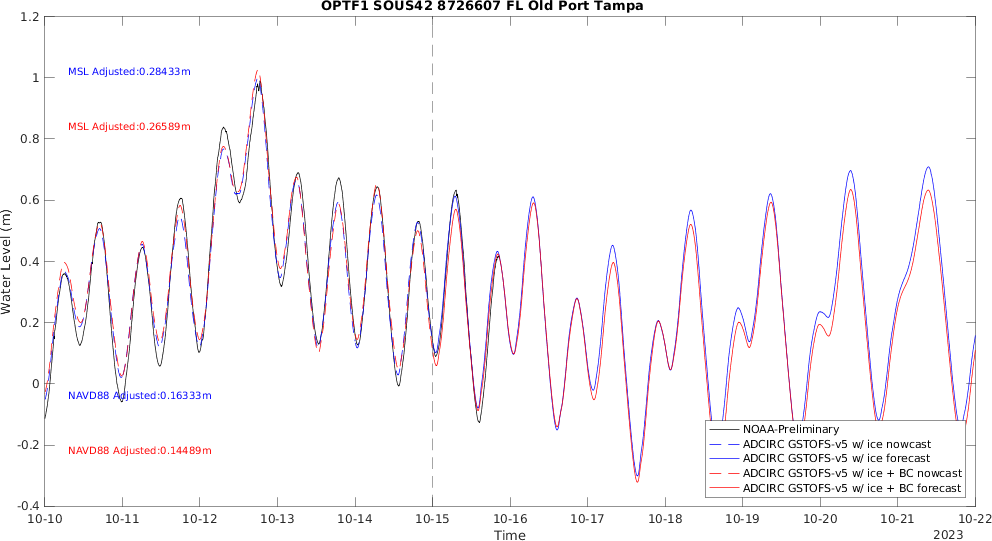 OPTF1 SOUS42 8726607 FL Old Port Tampa
Water Level (m)
1.2
1
0.8
0.6
0.4
0.2
0
-0.2
-0.4
MSL Adjusted:0.28433m
MSL Adjusted:0.26589m
NAVD88 Adjusted:0.16333m
NAVD88 Adjusted:0.14489m
NOAA-Preliminary
ADCIRC GSTOFS-v5 w/ ice nowcast
ADCIRC GSTOFS-v5 w/ ice forecast
ADCIRC GSTOFS-v5 w/ ice + BC nowcast
ADCIRC GSTOFS-v5 w/ ice + BC forecast
10-10 10-11 10-12 10-13 10-14 10-15 10-16 10-17 10-18 10-19 10-20 10-21 10-22
Time
2023